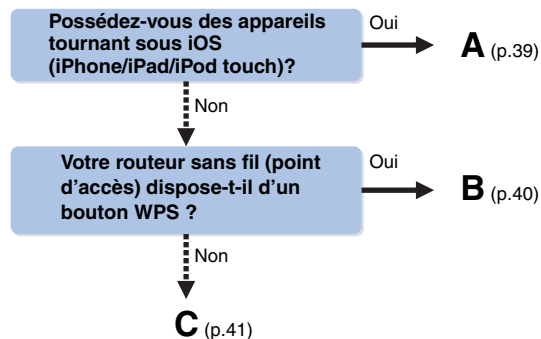 Possédez-vous des appareils
tournant sous iOS
(iPhone/iPad/iPod touch)?
Oui
A (p.39)
Non
Votre routeur sans fil (point
d’accès) dispose-t-il d’un
bouton WPS ?
Oui
B (p.40)
Non
C (p.41)